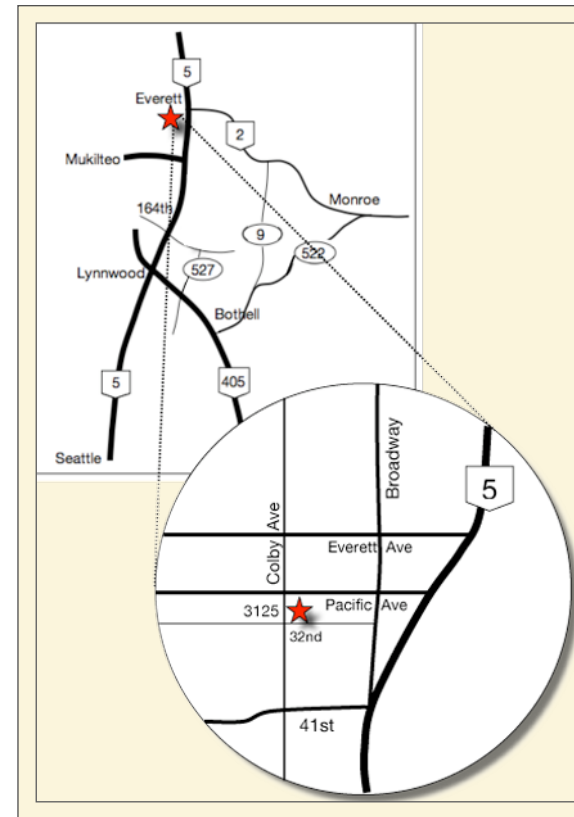 5
Everett
2
Mukilteo
Monroe
164th
9
522
Lynnwood
527
Bothell
5
405
Seattle
Broadway
5
Colby Ave
Everett Ave
Pacific Ave
3125
32nd
41st